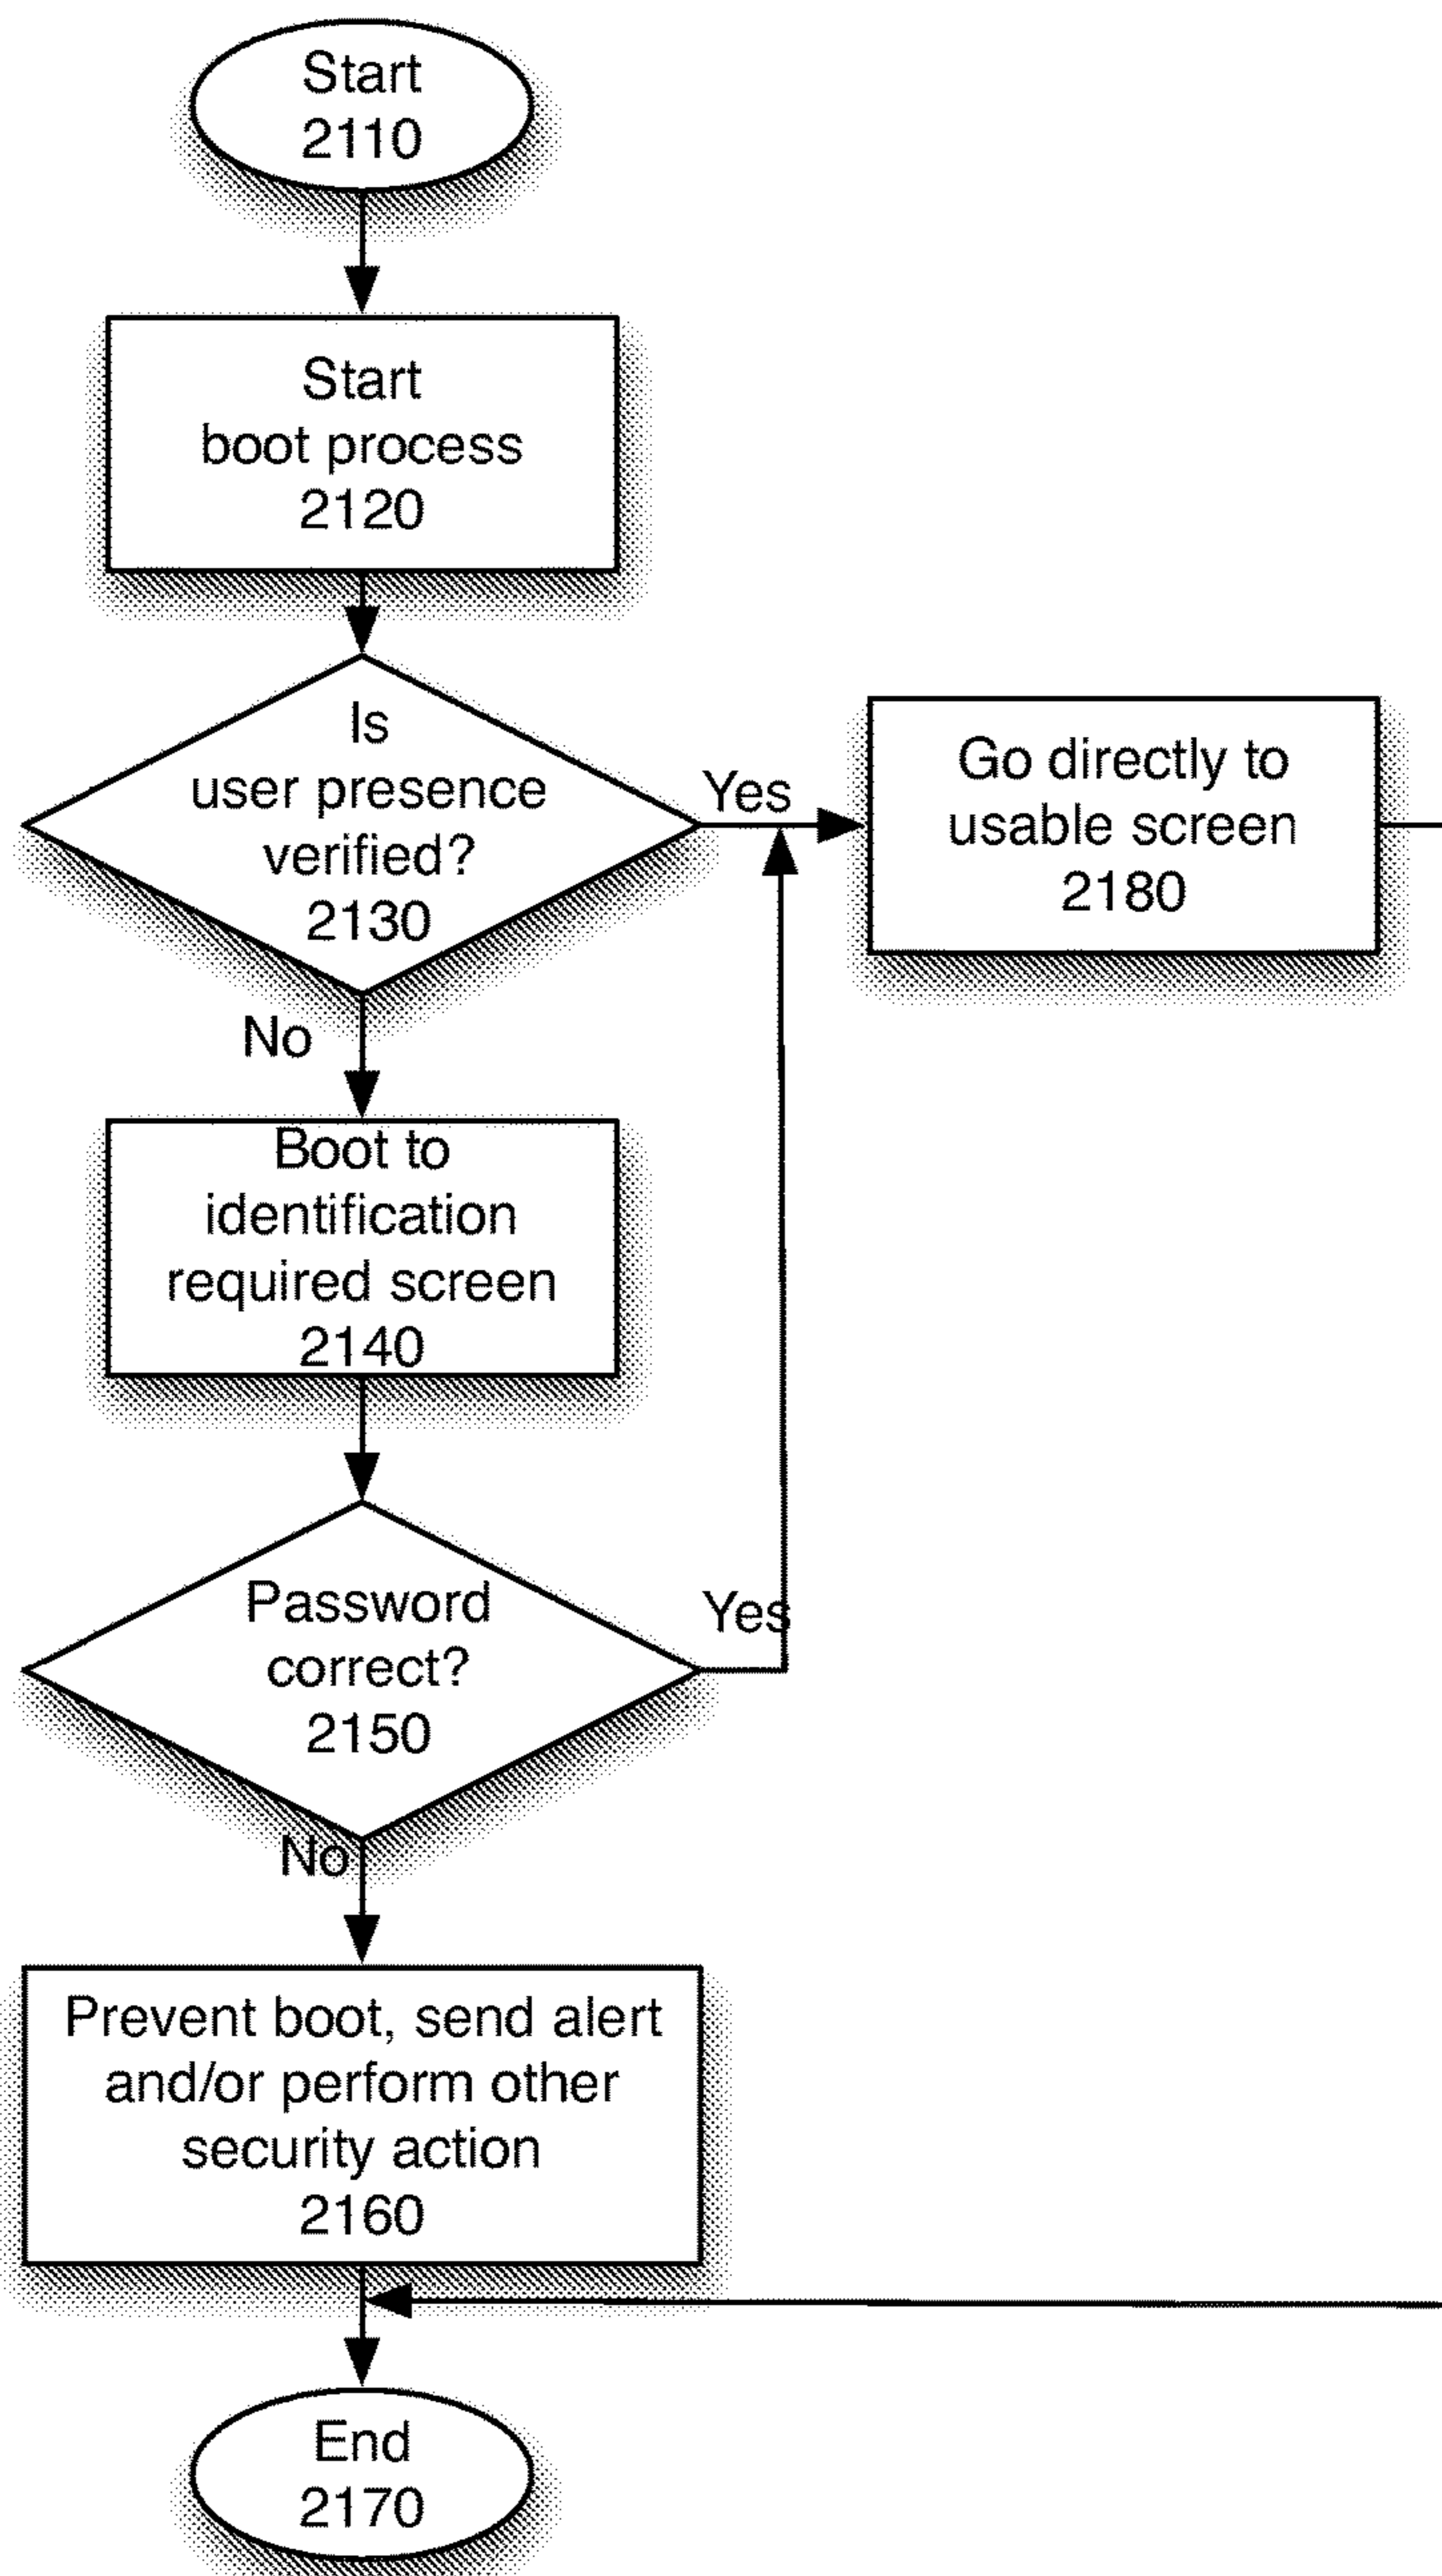 Start
2110
Start
boot process
2120
Is
user presence
verified?
2130
Yes
Go directly to
usable screen
2180
No
Boot to
identification
required screen
2140
Password
correct?
2150
Yes
No
Prevent boot, send alert
and/or perform other
security action
2160
End
2170